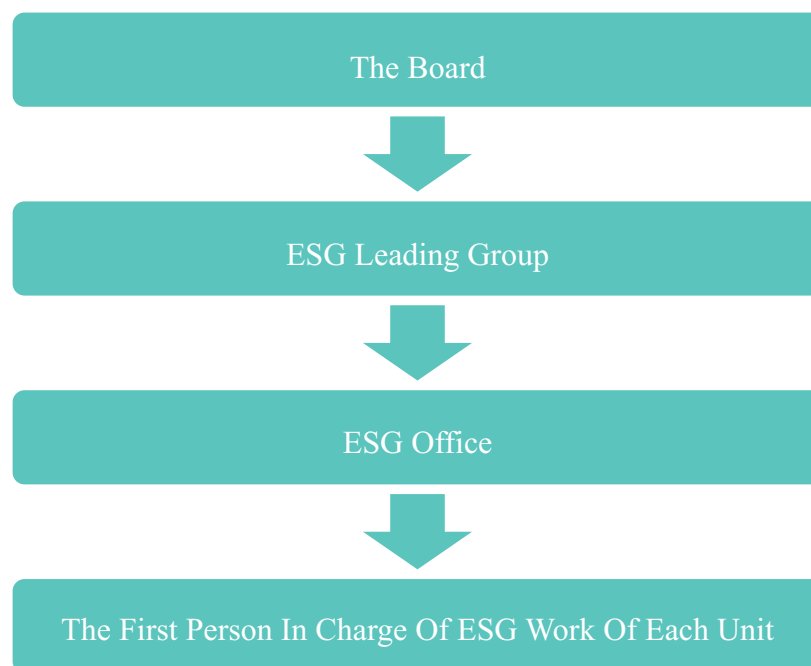 The Board
ESG Leading Group
ESG Office
The First Person In Charge Of ESG Work Of Each Unit